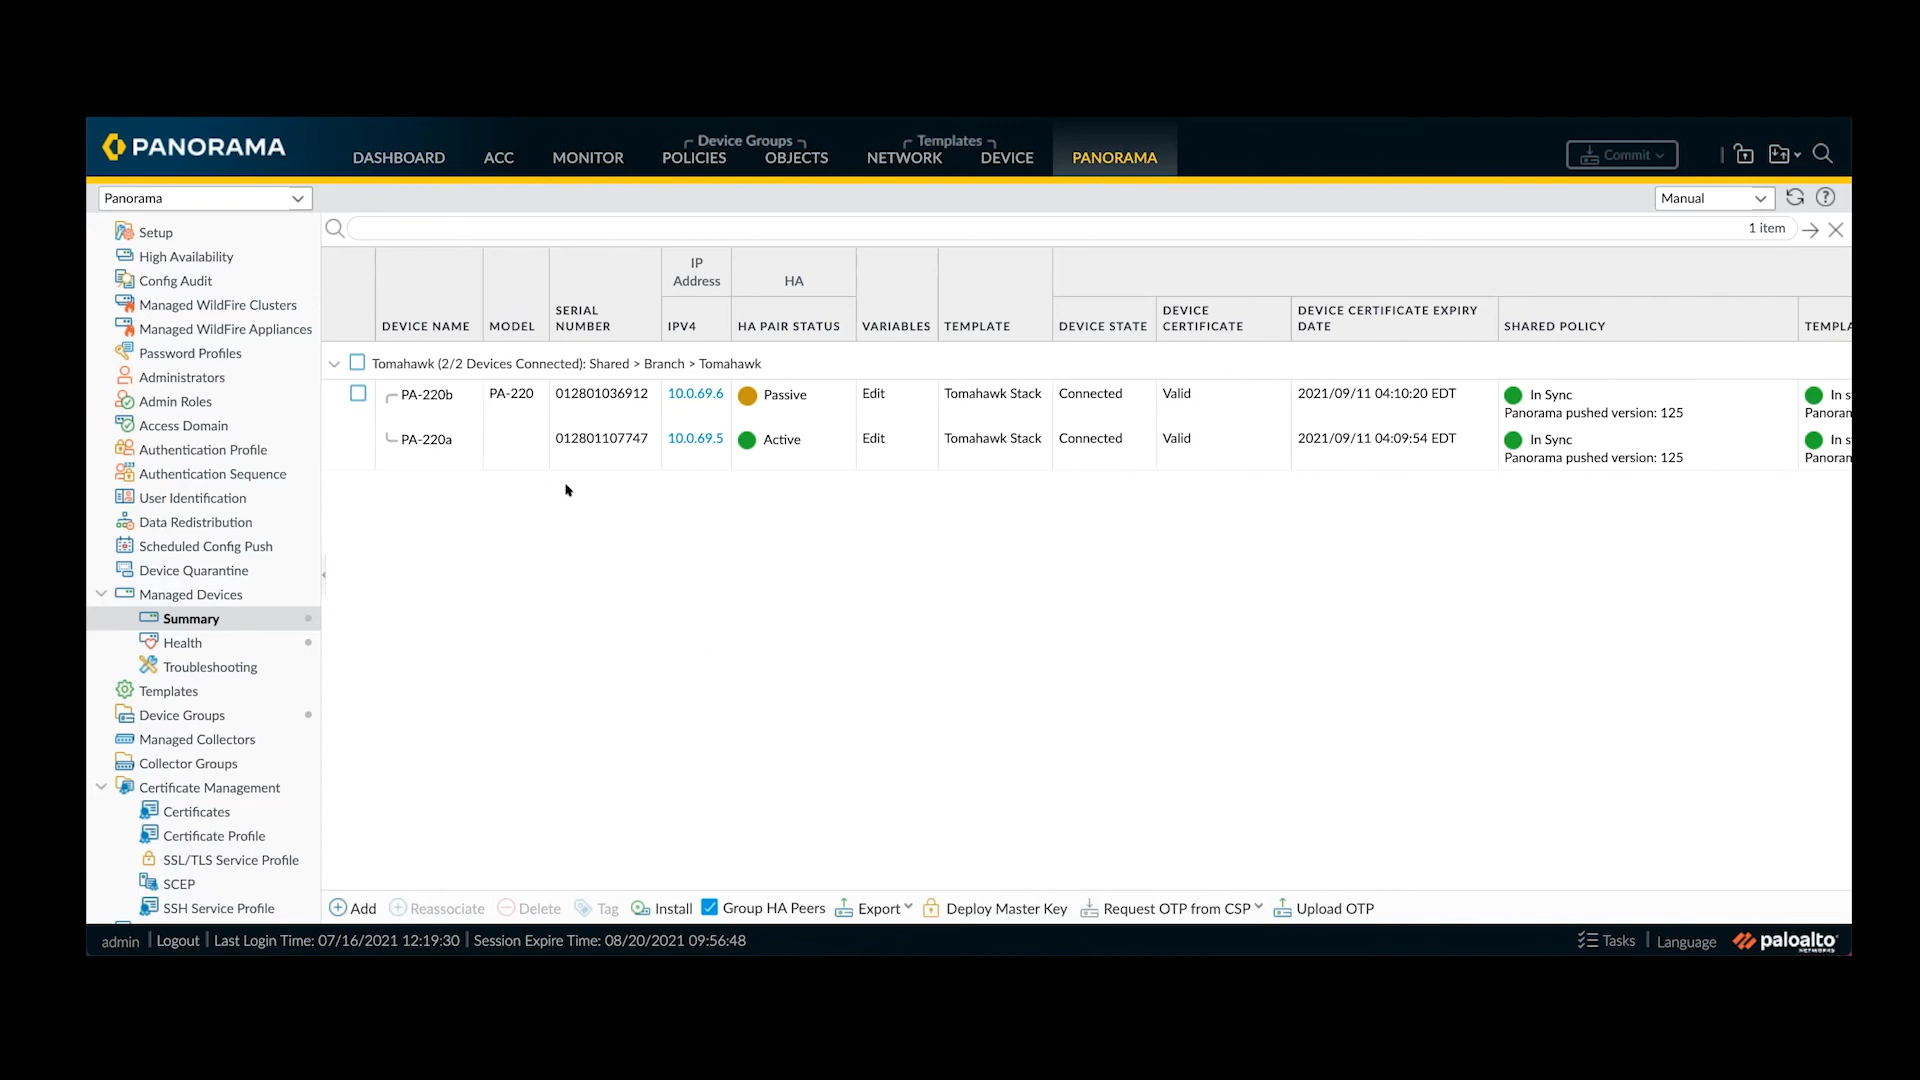 PANORAMA
DASHBOARD
ACC
MONITOR
Device Groups
POLICIES
OBJECTS
Templates
NETWORK
DEVICE
PANORAMA
Commit
Panorama
Manual
Setup
High Availability
Config Audit
Managed WildFire Clusters
Managed WildFire Appliances
Password Profiles
Administrators
Admin Roles
Access Domain
Authentication Profile
Authentication Sequence
User Identification
Data Redistribution
Scheduled Config Push
Device Quarantine
Managed Devices
Summary
Health
Troubleshooting
Templates
Device Groups
Managed Collectors
Collector Groups
Certificate Management
Certificates
Certificate Profile
SSL/TLS Service Profile
SCEP
SSH Service Profile
1 item
IP
Address
HA
DEVICE NAME
MODEL
SERIAL
NUMBER
IPV4
HA PAIR STATUS
VARIABLES
TEMPLATE
DEVICE STATE
DEVICE
CERTIFICATE
DEVICE CERTIFICATE EXPIRY
DATE
SHARED POLICY
TEMPLA
Tomahawk (2/2 Devices Connected): Shared > Branch > Tomahawk
PA-220b PA-220 012801036912 10.0.69.6 Passive Edit Tomahawk Stack Connected Valid 2021/09/11 04:10:20 EDT In Sync In s
Panorama pushed version: 125 Panoran
PA-220a 012801107747 10.0.69.5 Active Edit Tomahawk Stack Connected Valid 2021/09/11 04:09:54 EDT In Sync In s
Panorama pushed version: 125 Panoran
Add Reassociate Delete Tag Install Group HA Peers Export Deploy Master Key Request OTP from CSP Upload OTP
admin | Logout | Last Login Time: 07/16/2021 12:19:30 | Session Expire Time: 08/20/2021 09:56:48
Tasks | Language
paloalto
NETWORKS